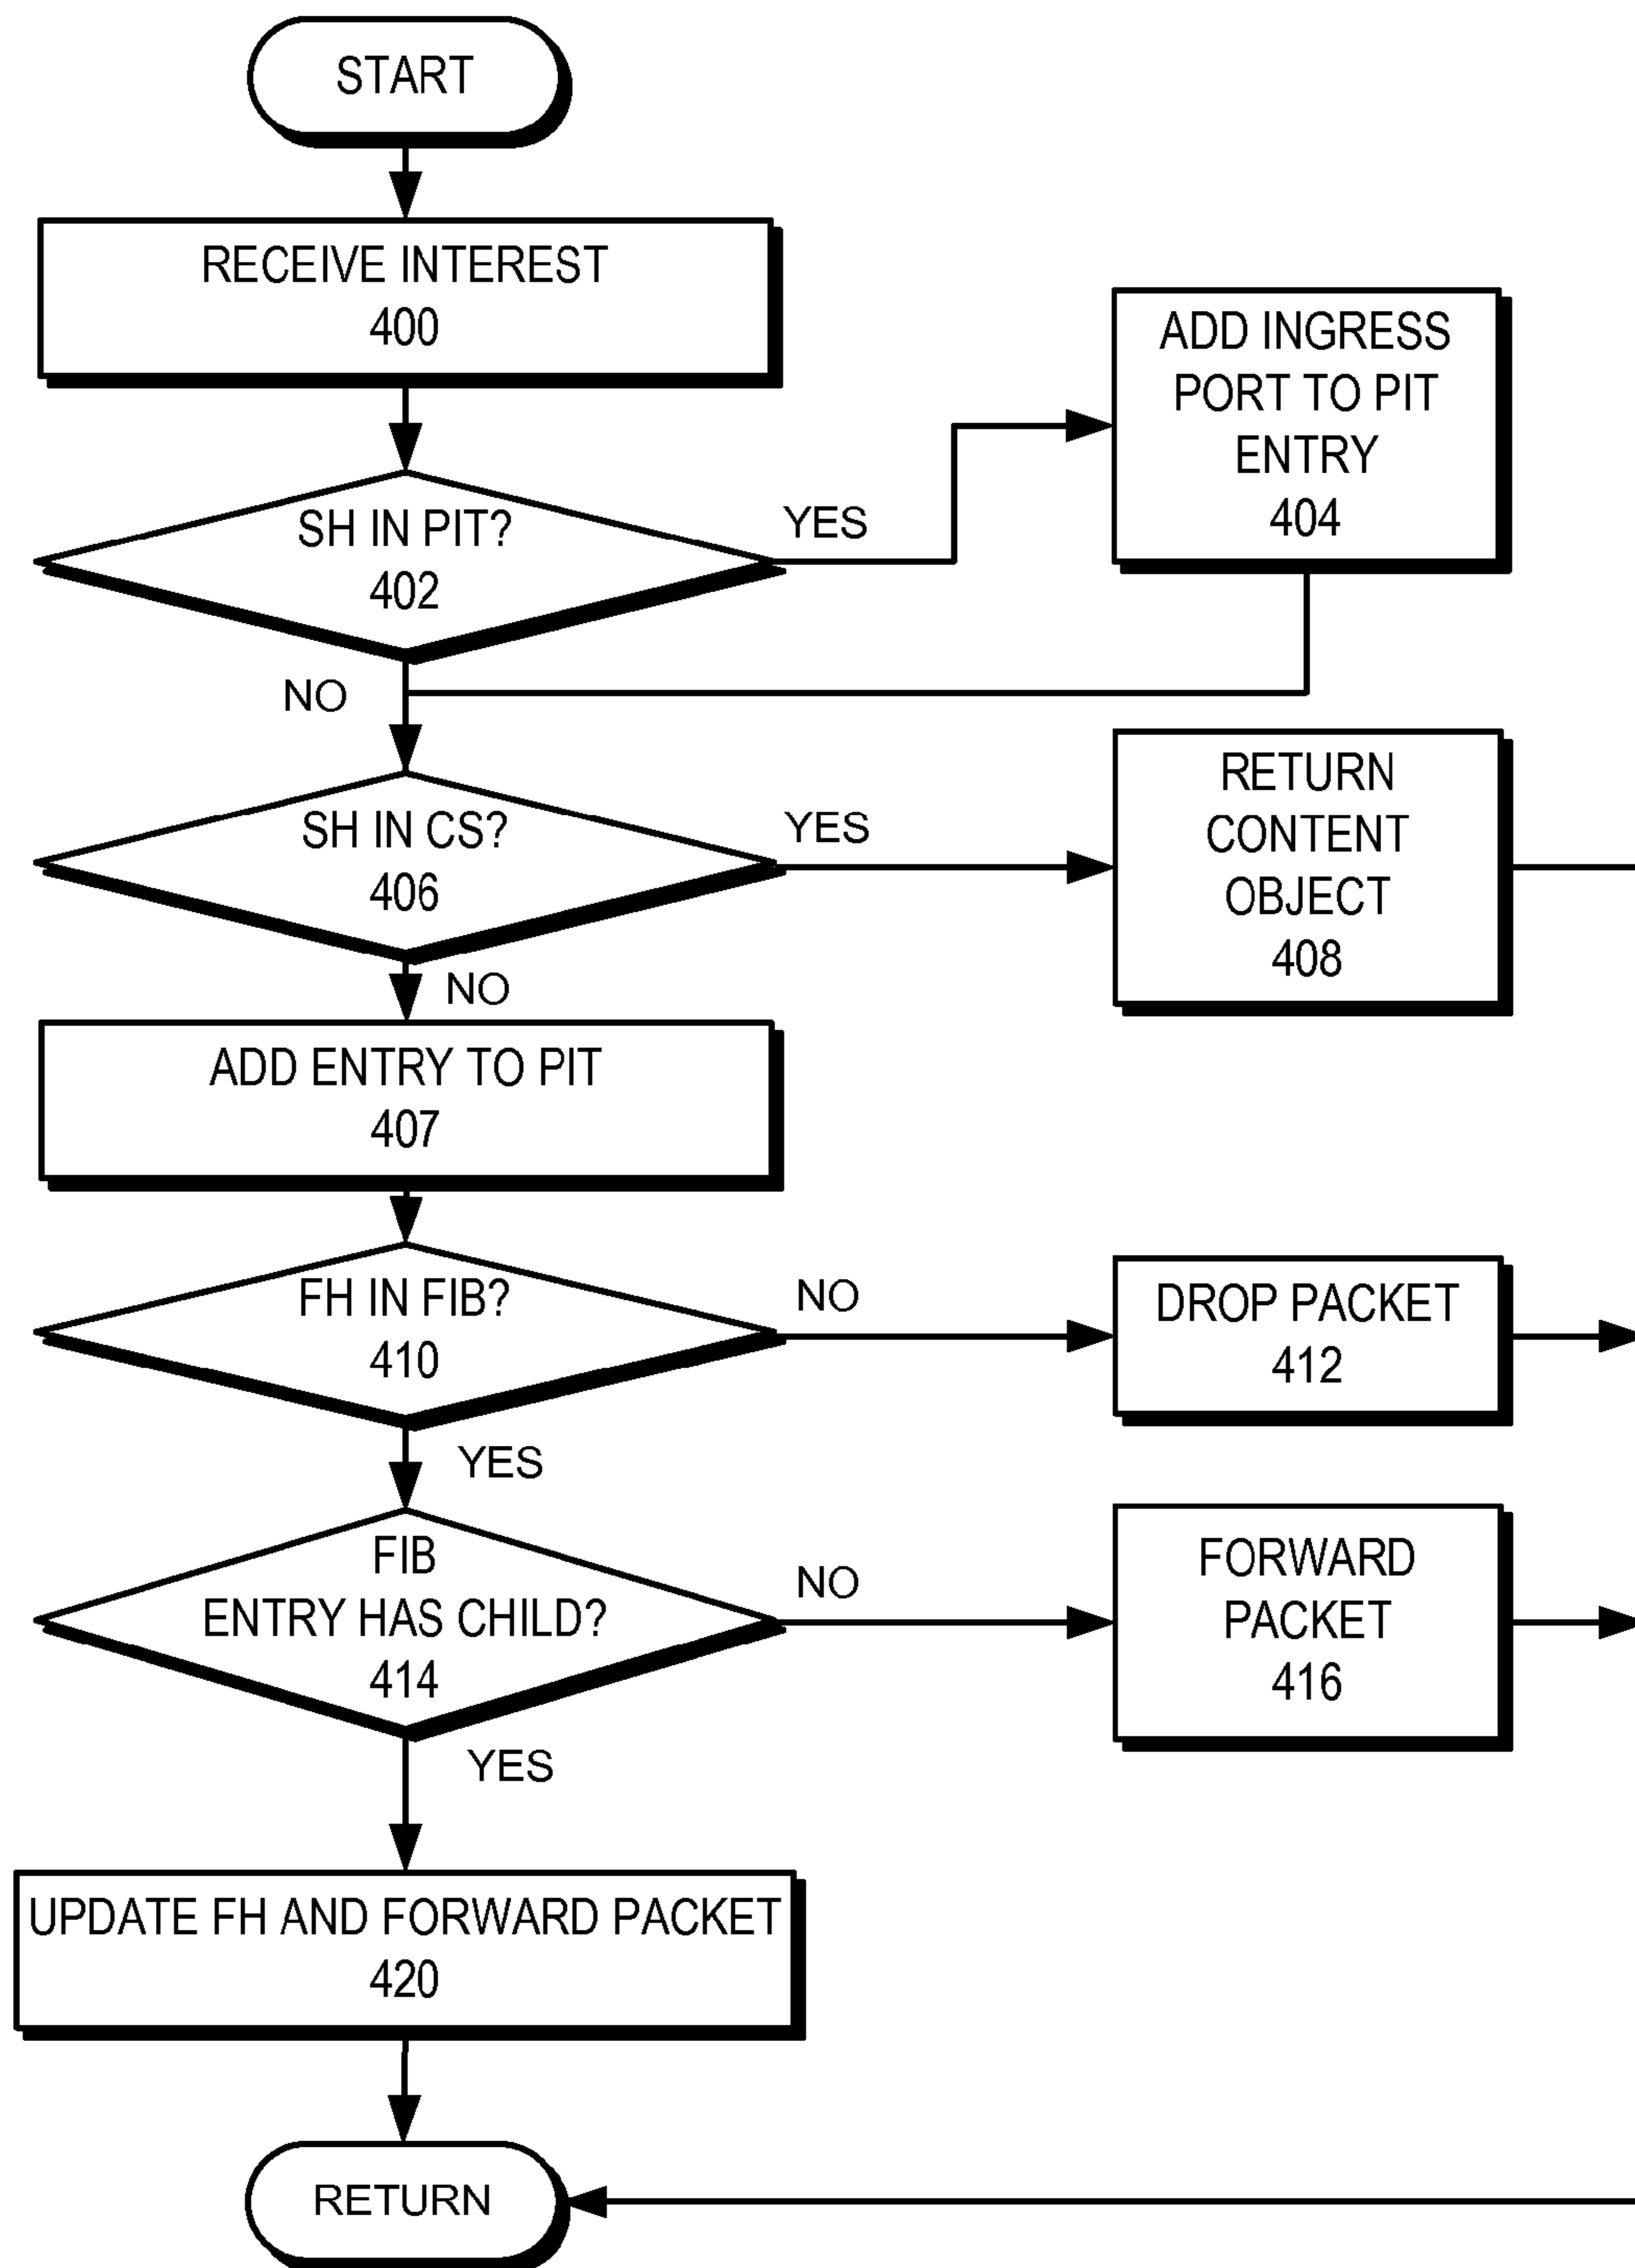 START
RECEIVE INTEREST
400
ADD INGRESS
PORT TO PIT
ENTRY
404
SH IN PIT?
402
YES
NO
SH IN CS?
406
YES
RETURN
CONTENT
OBJECT
408
NO
ADD ENTRY TO PIT
407
FH IN FIB?
410
NO
DROP PACKET
412
YES
FIB
ENTRY HAS CHILD?
414
NO
FORWARD
PACKET
416
YES
UPDATE FH AND FORWARD PACKET
420
RETURN